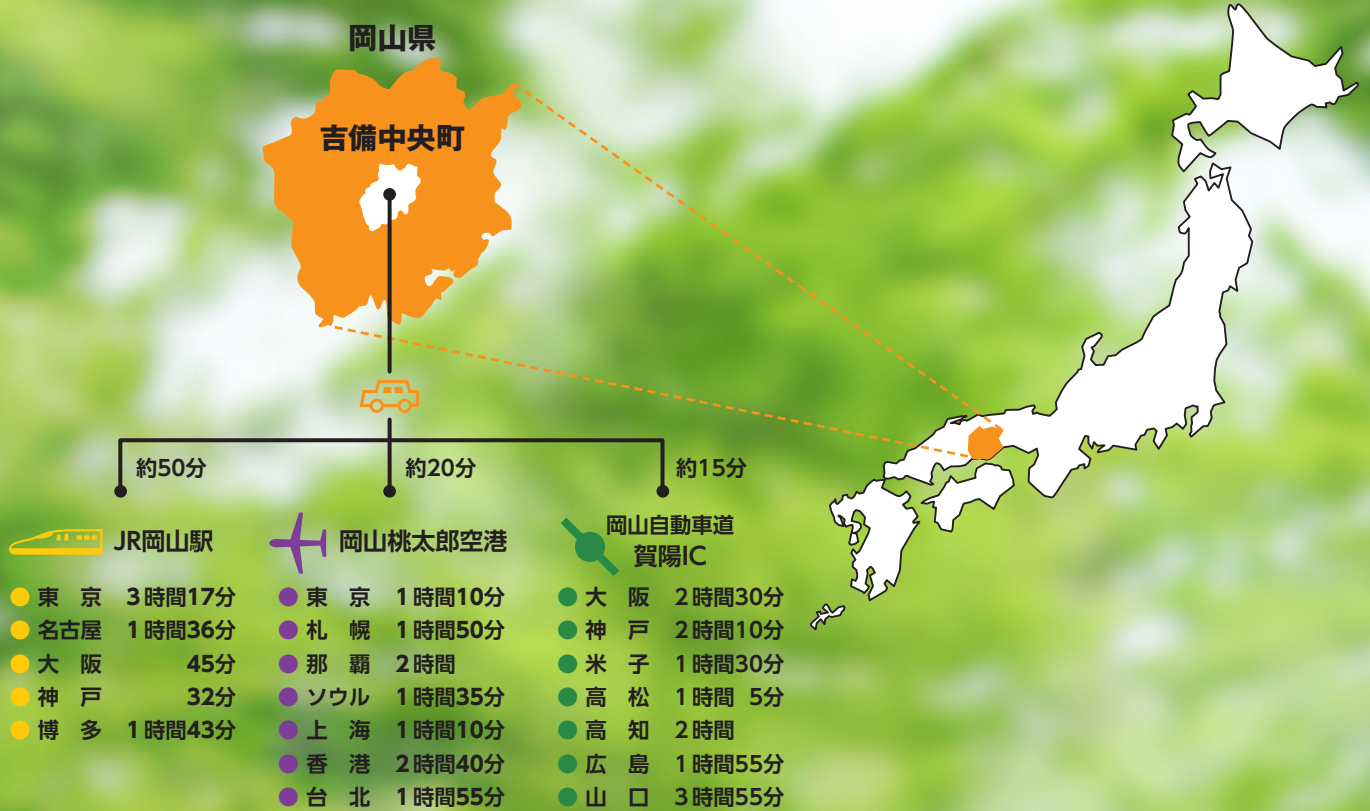 岡山県
吉備中央町
約50分
約20分
約15分
JR岡山駅
東京 3時間17分
名古屋 1時間36分
大阪 45分
神戸 32分
博多 1時間43分
岡山桃太郎空港
東京 1時間10分
札幌 1時間50分
那覇 2時間
ソウル 1時間35分
上海 1時間10分
香港 2時間40分
台北 1時間55分
岡山自動車道
賀陽IC
大阪 2時間30分
神戸 2時間10分
米子 1時間30分
高松 1時間 5分
高知 2時間
広島 1時間55分
山口 3時間55分